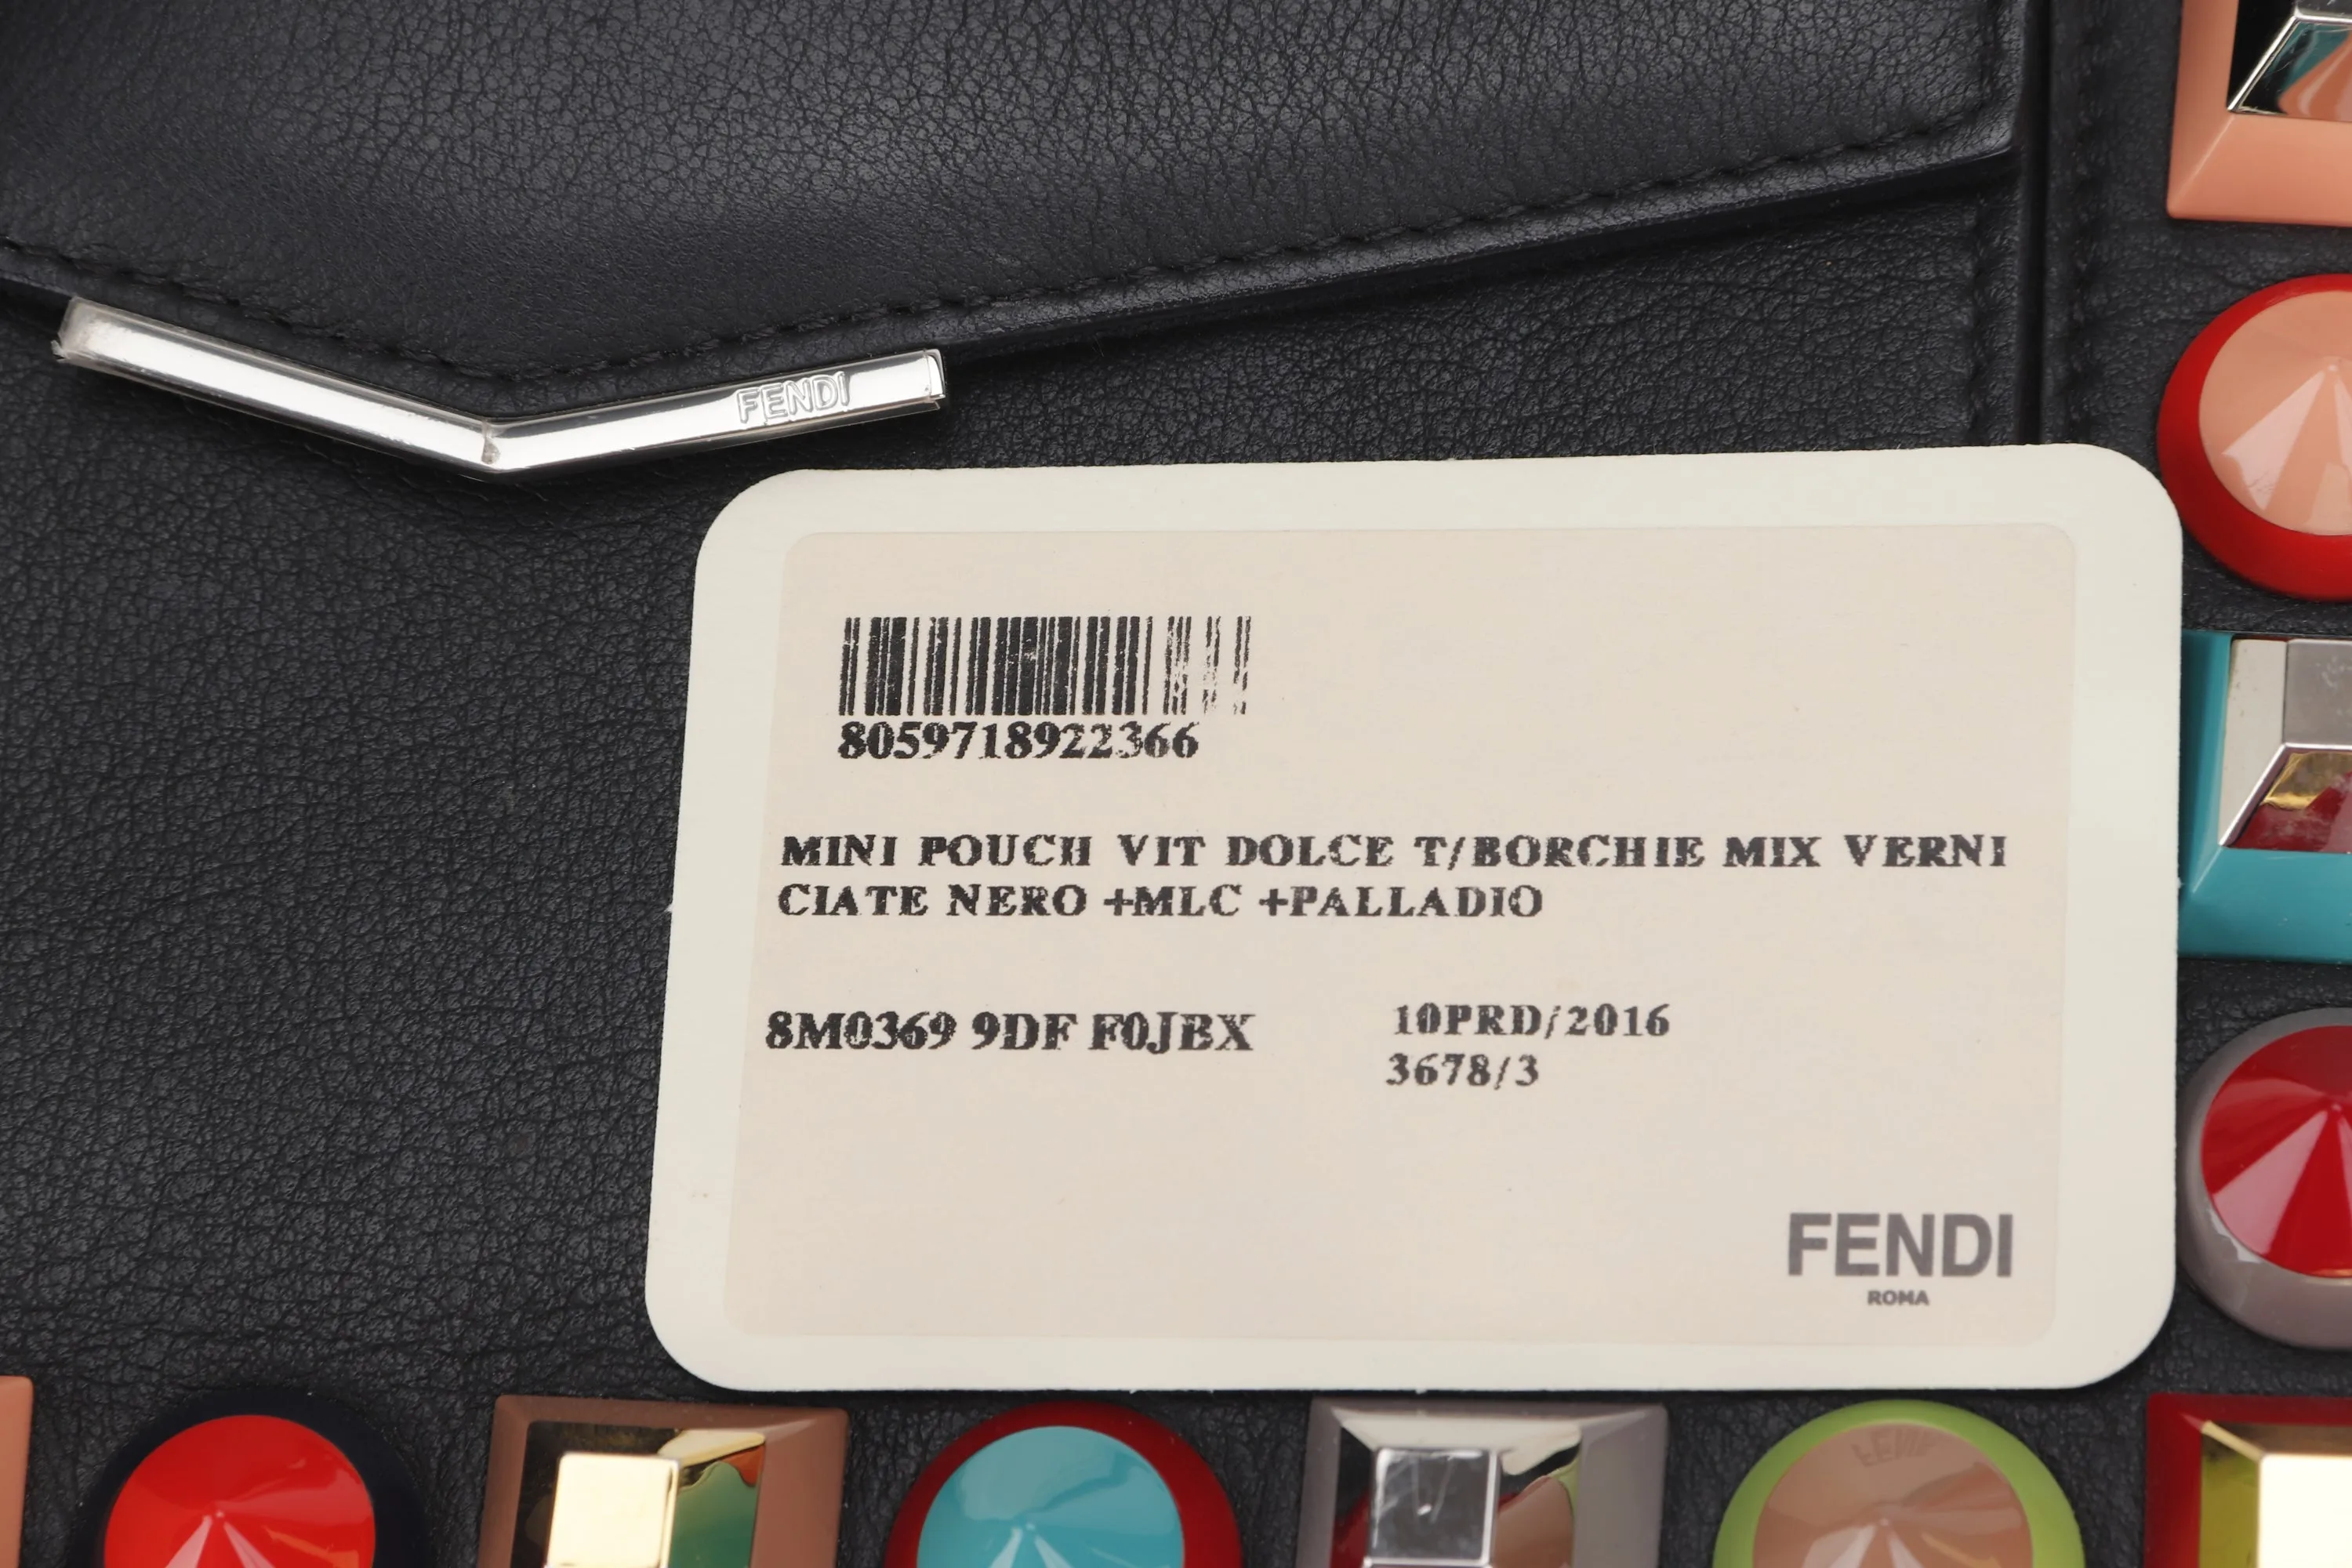 FENDI
8059718922366
MINI POUCH VIT DOLCE T/BORCHIE MIX VERNI
CIATE NERO +MLC +PALLADIO
8M0369 9DF F0JBX
10PRD/2016
3678/3
FENDI
ROMA
FENDI